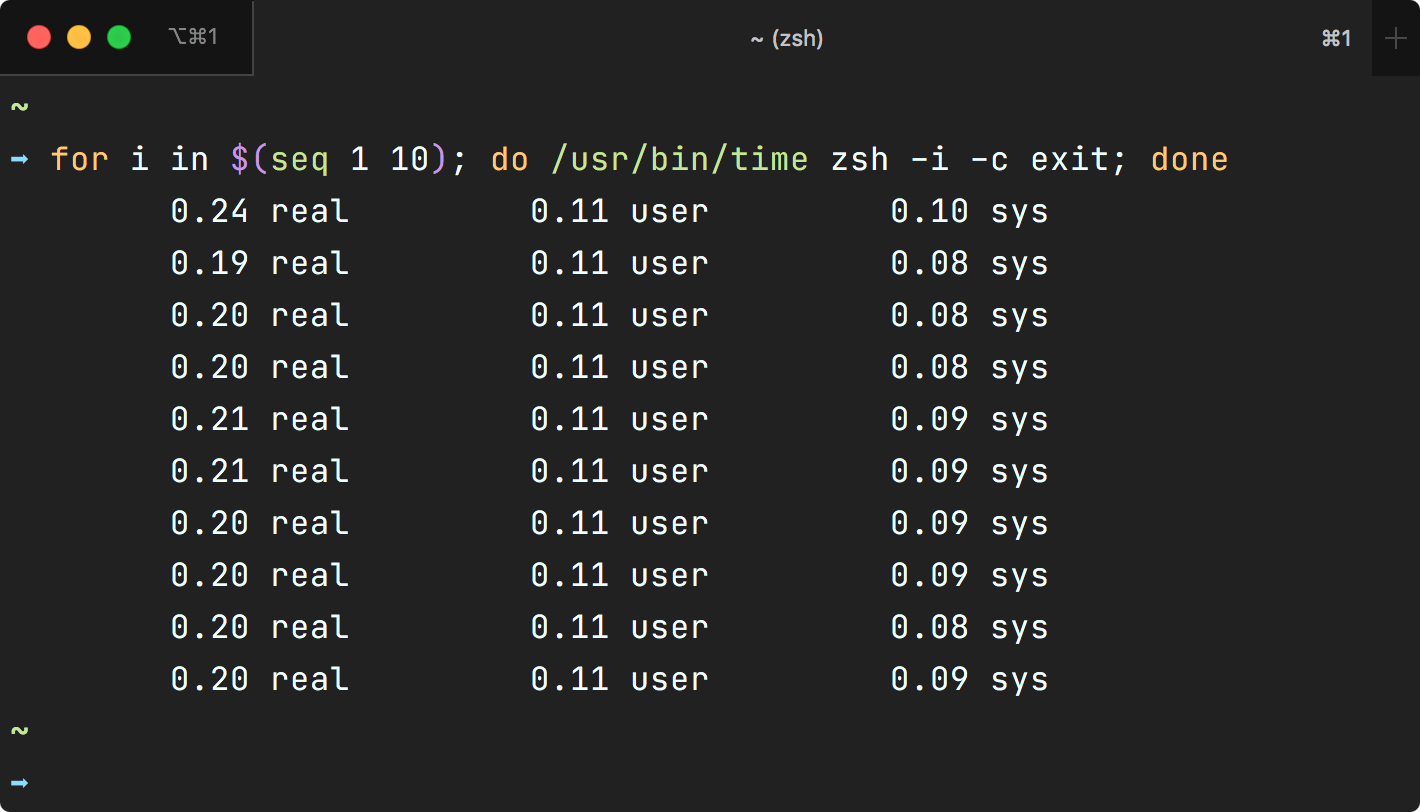 ⌥⌘1 ~ (zsh) ⌘1 +
~
➡ for i in $(seq 1 10); do /usr/bin/time zsh -i -c exit; done
        0.24 real         0.11 user         0.10 sys
        0.19 real         0.11 user         0.08 sys
        0.20 real         0.11 user         0.08 sys
        0.20 real         0.11 user         0.08 sys
        0.21 real         0.11 user         0.09 sys
        0.21 real         0.11 user         0.09 sys
        0.20 real         0.11 user         0.09 sys
        0.20 real         0.11 user         0.09 sys
        0.20 real         0.11 user         0.08 sys
        0.20 real         0.11 user         0.09 sys
~
➡